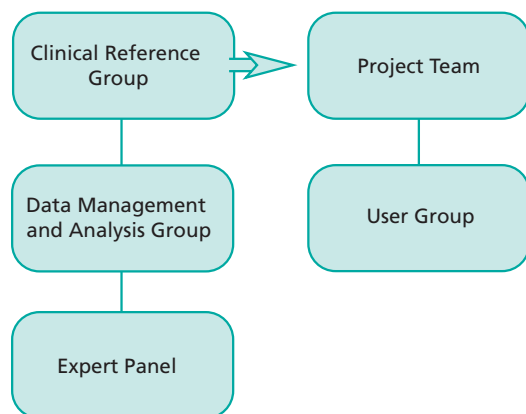 Clinical Reference
Group
Project Team
Data Management
and Analysis Group
User Group
Expert Panel